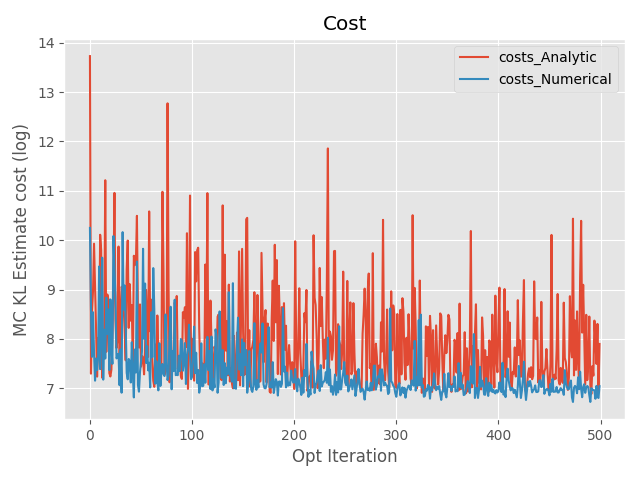 Cost
costs_Analytic
costs_Numerical
MC KL Estimate cost (log)
14
13
12
11
10
9
8
7
0
100
200
300
400
500
Opt Iteration